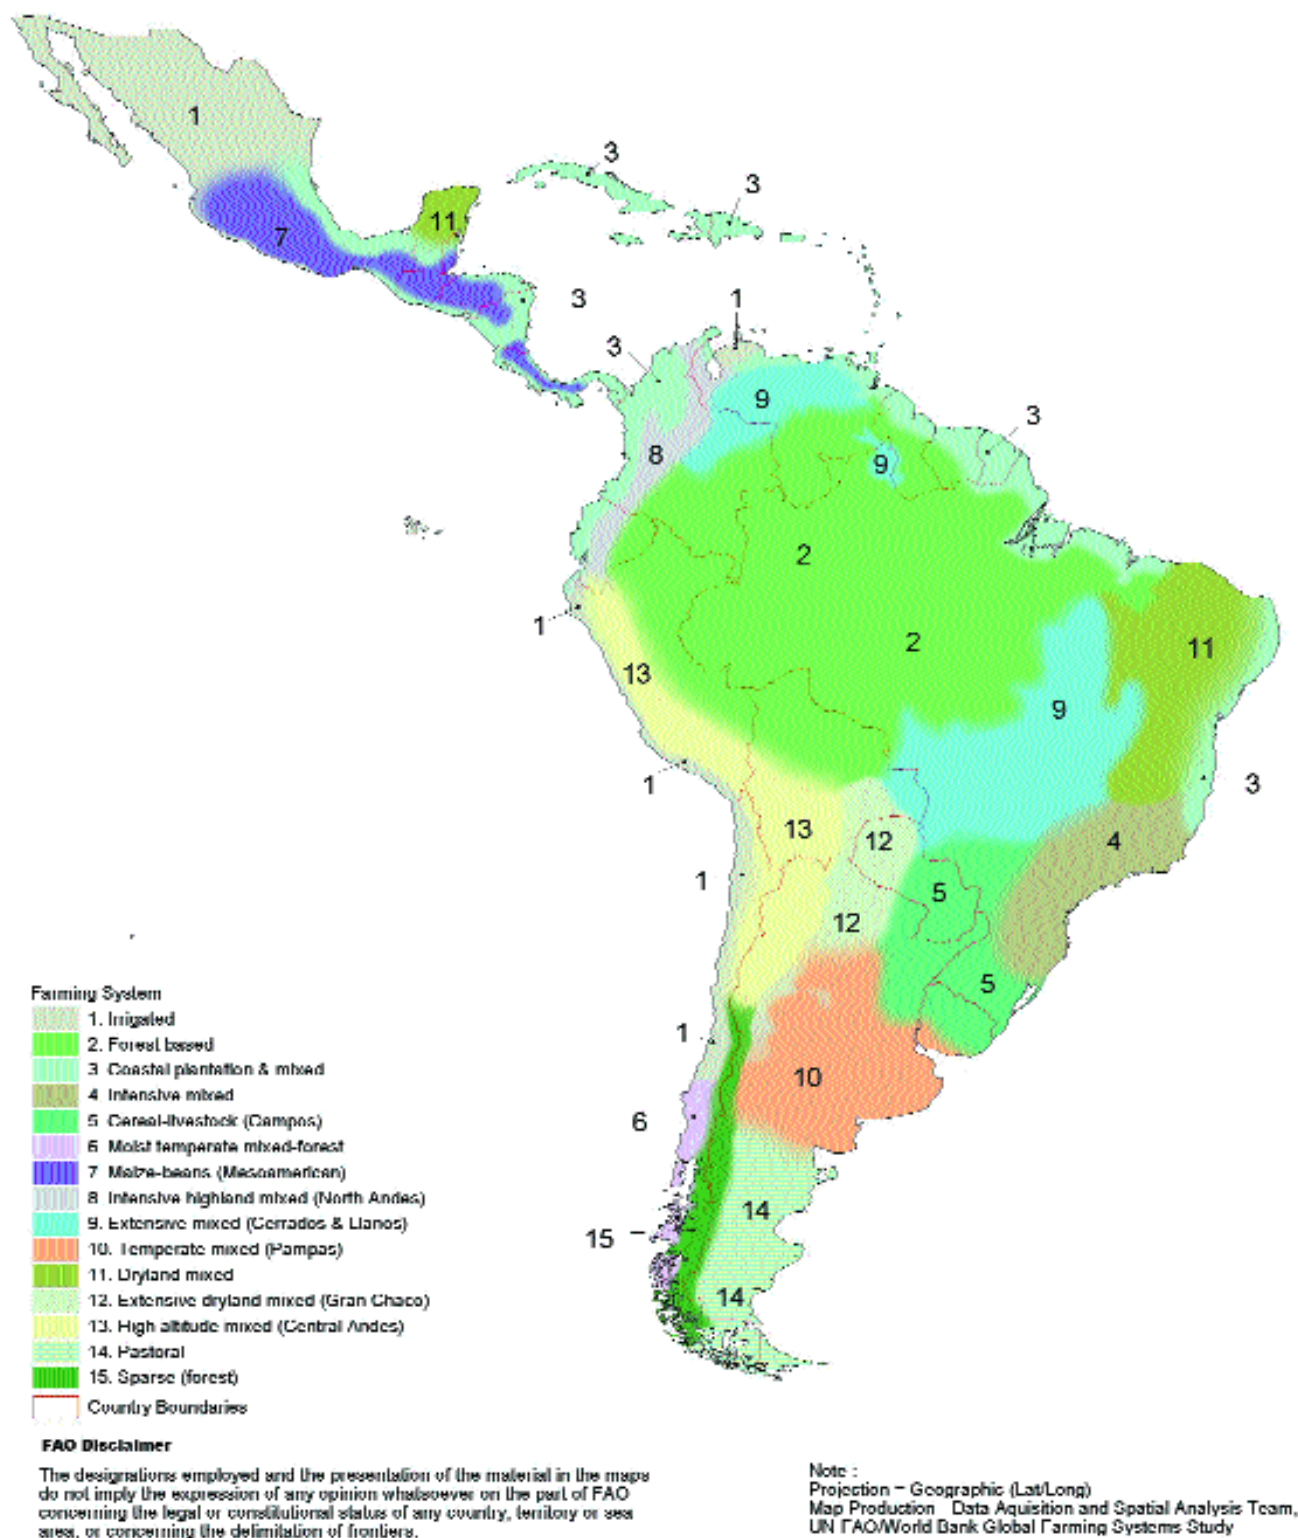 1
3
3
11
7
3
1
3
9
3
8
9
2
1
2
11
13
9
1
3
13
12
4
1
5
12
5
1
10
6
14
15
14
Farming System
1. Irrigated
2. Forest based
3 Coastal plantation & mixed
4 Intensive mixed
5. Cereal-livestock (Campos)
6. Moist temperate mixed-forest
7. Maize-beans (Mesoamerican)
8 Intensive highland mixed (North Andes)
9. Extensive mixed (Cerrados & Llanos)
10. Temperate mixed (Pampas)
11. Dryland mixed
12. Extensive dryland mixed (Gran Chaco)
13. High altitude mixed (Central Andes)
14. Pastoral
15. Sparse (forest)
Country Boundaries
FAO Disclaimer
The designations employed and the presentation of the material in the maps
do not imply the expression of any opinion whatsoever on the part of FAO
concerning the legal or constitutional status of any country, territory or sea
area, or concerning the delimitation of frontiers.
Note :
Projection = Geographic (Lat/Long)
Map Production Data Aquisition and Spatial Analysis Team,
UN FAO/World Bank Global Farming Systems Study